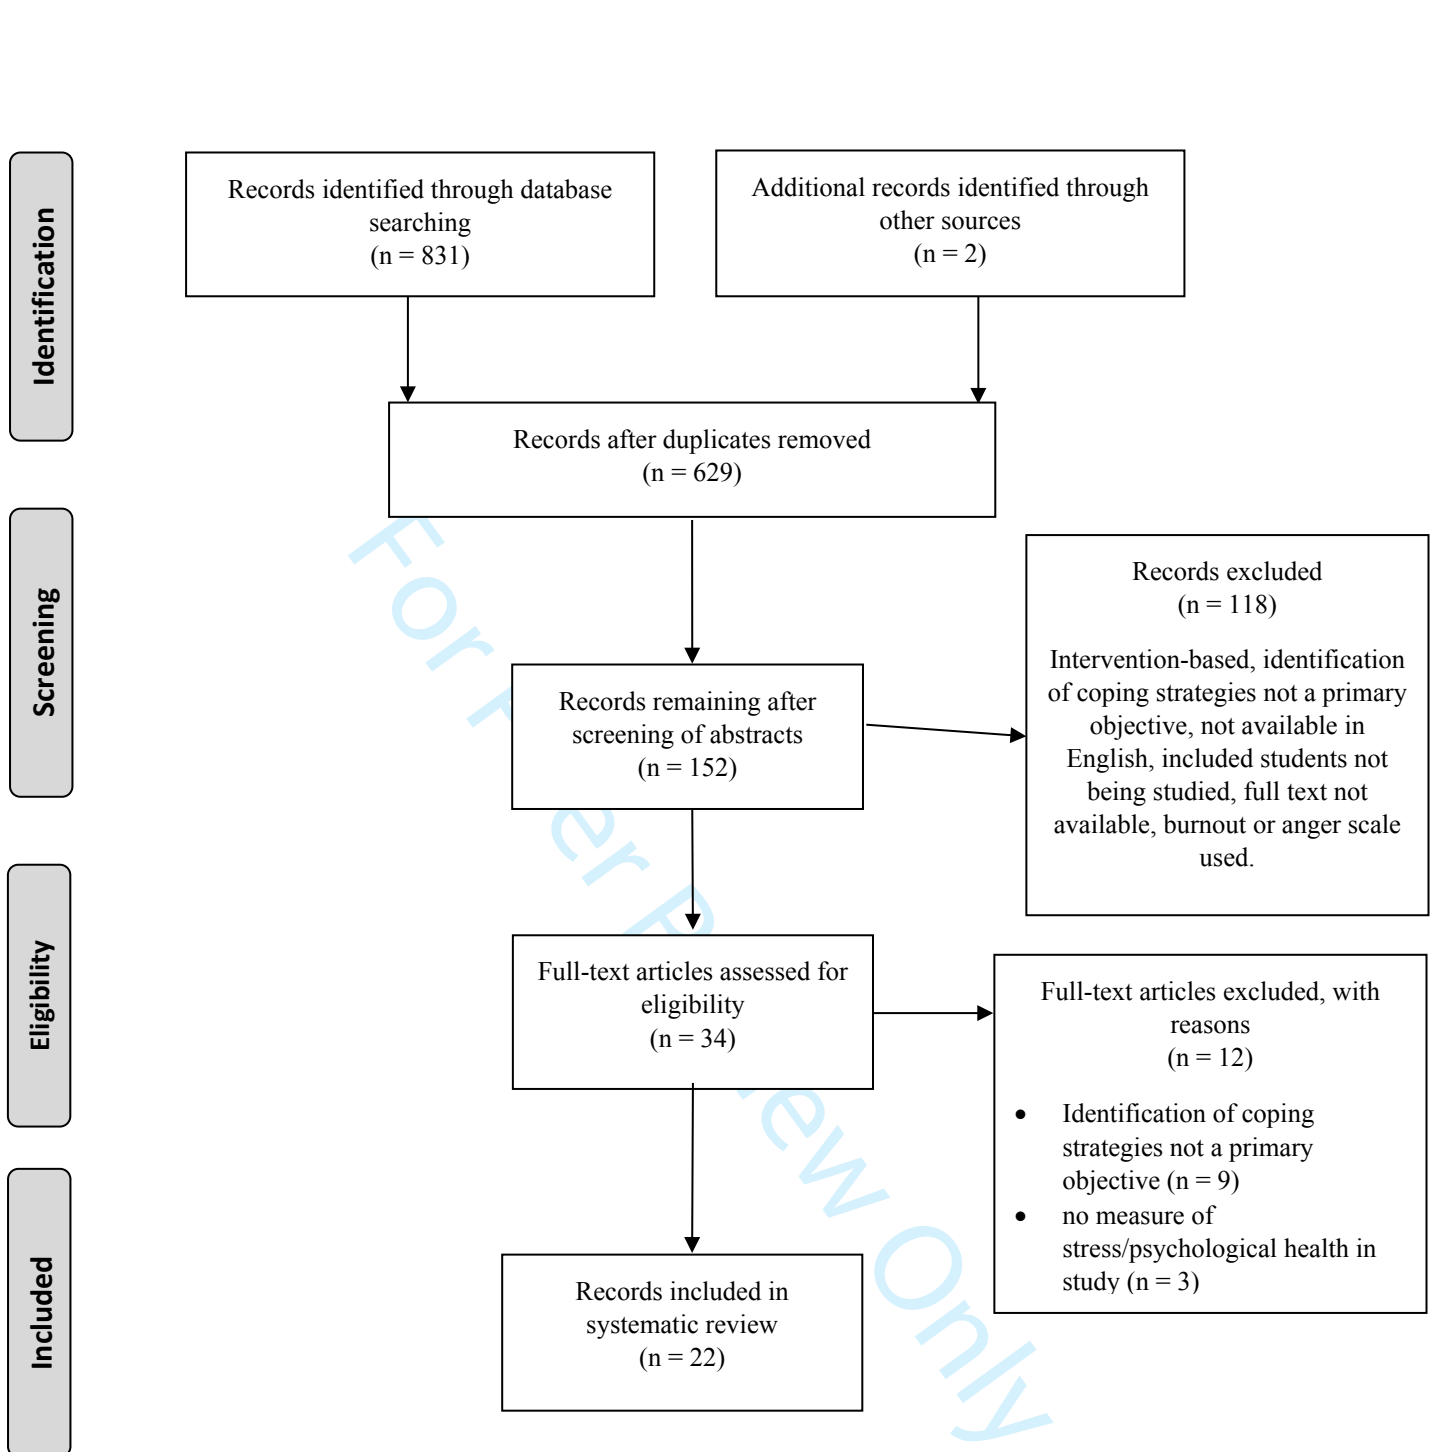 Identification
Records identified through database
searching
(n = 831)
Additional records identified through
other sources
(n = 2)
Records after duplicates removed
(n = 629)
Screening
Records remaining after
screening of abstracts
(n = 152)
Records excluded
(n = 118)
Intervention-based, identification
of coping strategies not a primary
objective, not available in
English, included students not
being studied, full text not
available, burnout or anger scale
used.
Eligibility
Full-text articles assessed for
eligibility
(n = 34)
Full-text articles excluded, with
reasons
(n = 12)
• Identification of coping
strategies not a primary
objective (n = 9)
• no measure of
stress/psychological health in
study (n = 3)
Included
Records included in
systematic review
(n = 22)
For Peer Review Only